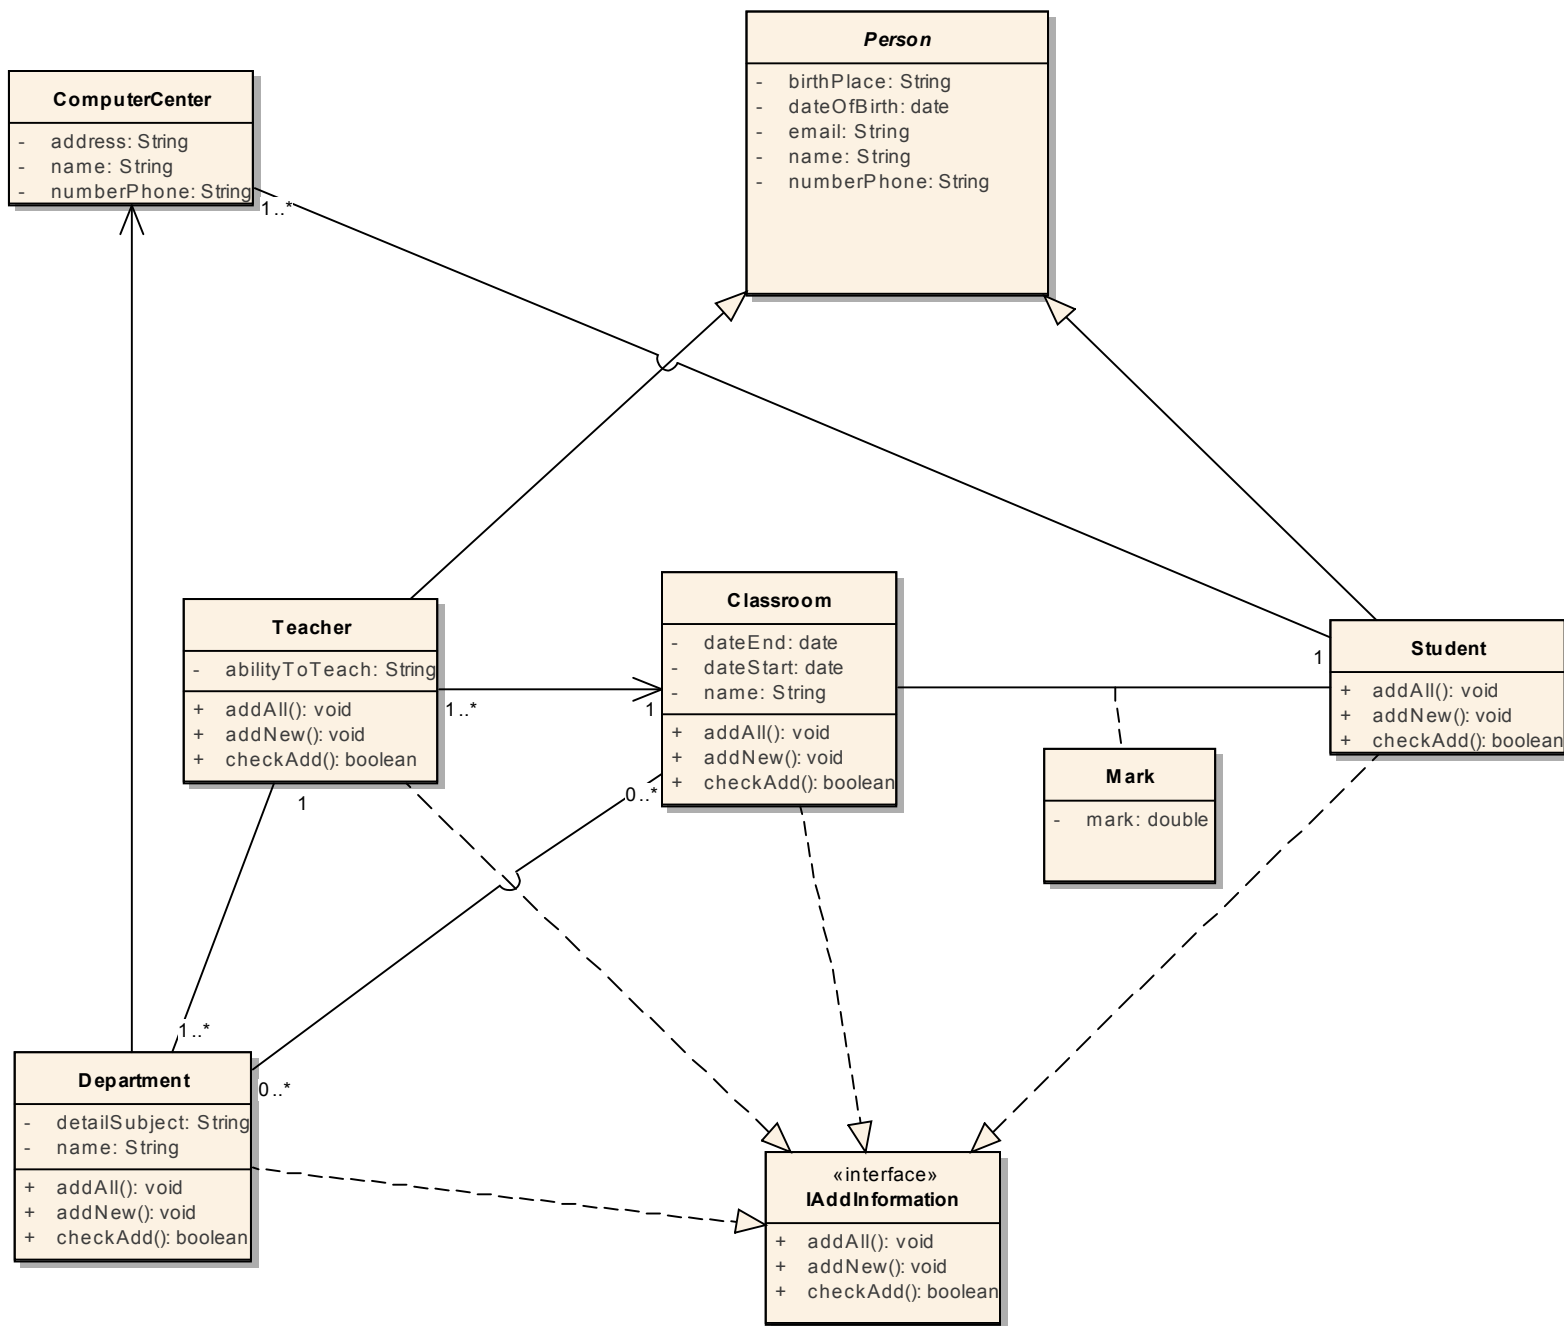 Person
- birthPlace: String
- dateOfBirth: date
- email: String
- name: String
- numberPhone: String
ComputerCenter
- address: String
- name: String
- numberPhone: String
1..*
Teacher
- abilityToTeach: String
+ addAll(): void
+ addNew(): void
+ checkAdd(): boolean
1..*
1
1
Classroom
- dateEnd: date
- dateStart: date
- name: String
+ addAll(): void
+ addNew(): void
+ checkAdd(): boolean
0..*
1
Student
+ addAll(): void
+ addNew(): void
+ checkAdd(): boolean
Mark
- mark: double
1..*
Department
- detailSubject: String
- name: String
+ addAll(): void
+ addNew(): void
+ checkAdd(): boolean
0..*
«interface»
IAddInformation
+ addAll(): void
+ addNew(): void
+ checkAdd(): boolean